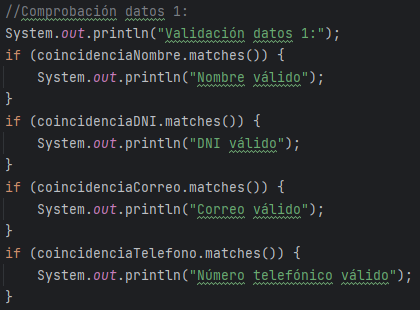 //Comprobación datos 1:
System.out.println("Validación datos 1:");
if (coincidenciaNombre.matches()) {
    System.out.println("Nombre válido");
}
if (coincidenciaDNI.matches()) {
    System.out.println("DNI válido");
}
if (coincidenciaCorreo.matches()) {
    System.out.println("Correo válido");
}
if (coincidenciaTelefono.matches()) {
    System.out.println("Número telefónico válido");
}